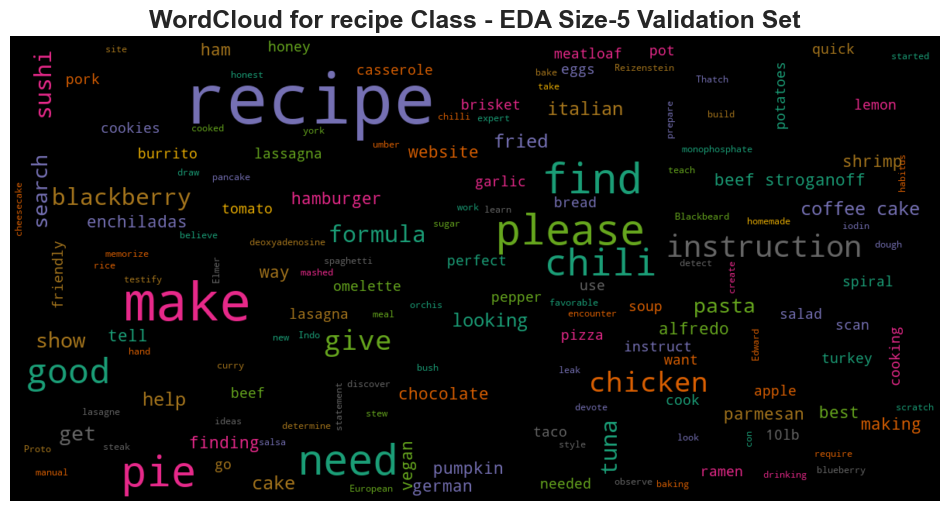 WordCloud for recipe Class - EDA Size-5 Validation Set
site
ham
honey
meatloaf
pot
quick
started
sushi
pork
honest
casserole
bake
eggs
Reizenstein
take
Thatch
potatoes
recipe
brisket
italian
lemon
chilli
expert
build
cookies
cooked
york
prepare
fried
umber
burrito
lassagna
website
monophosphate
shrimp
habitus
search
draw
pancake
garlic
find
teach
beef stroganoff
cheesecake
blackberry
hamburger
bread
coffee cake
tomato
work
learn
enchiladas
sugar
please
Blackbeard
homemade
iodin
believe
deoxyadenosine
formula
instruction
dough
friendly
memorize
rice
testify
Elmer
mashed
spaghetti
way
perfect
chili
detect
create
spiral
omelette
use
make
orchis
pepper
favorable
lasagna
meal
encounter
soup
pasta
salad
looking
scan
show
tell
hand
new
Indo
give
pizza
alfredo
instruct
Edward
cooking
good
curry
bush
leak
want
turkey
chicken
help
beef
discover
chocolate
cook
apple
lasagne
statement
stew
devote
parmesan
best
scratch
ideas
determine
making
get
finding
salsa
taco
style
tuna
look
con
10lb
Proto
steak
need
vegan
require
manual
pie
go
pumpkin
ramen
drinking
blueberry
cake
European
german
needed
observe
baking